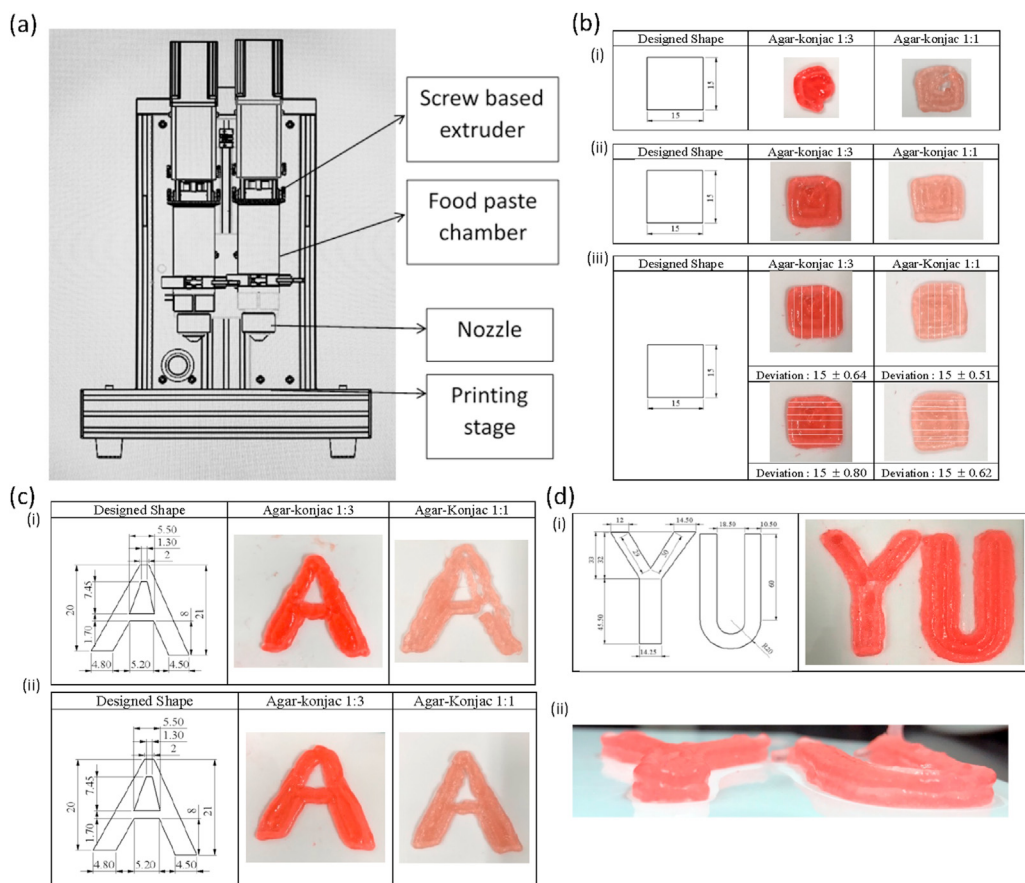 (a)
Screw based
extruder
Food paste
chamber
Nozzle
Printing
stage
(b)
(i)
Designed Shape
Agar-konjac 1:3
Agar-konjac 1:1
15
15
(ii)
Designed Shape
Agar-konjac 1:3
Agar-konjac 1:1
15
15
(iii)
Designed Shape
Agar-konjac 1:3
Agar-Konjac 1:1
15
15
Deviation : 15 ± 0.64
Deviation : 15 ± 0.51
Deviation : 15 ± 0.80
Deviation : 15 ± 0.62
(c)
(i)
Designed Shape
Agar-konjac 1:3
Agar-Konjac 1:1
5.50
1.30
2
7.45
20
1.70
8
21
4.80
5.20
4.50
(ii)
Designed Shape
Agar-konjac 1:3
Agar-Konjac 1:1
5.50
1.30
2
7.45
20
1.70
8
21
4.80
5.20
4.50
(d)
(i)
12
14.50
18.50
10.50
33
32
30
60
45.50
14.25
R20
YU
(ii)